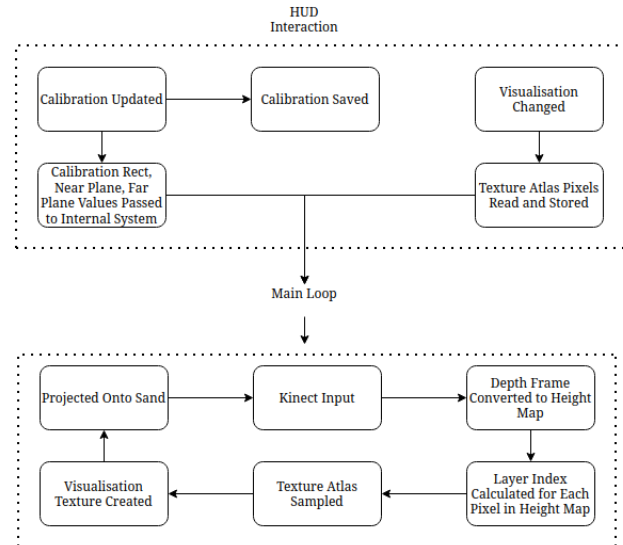 HUD
Interaction
Calibration Updated
Calibration Saved
Visualisation
Changed
Calibration Rect,
Near Plane, Far
Plane Values Passed
to Internal System
Texture Atlas Pixels
Read and Stored
Main Loop
Projected Onto Sand
Kinect Input
Depth Frame
Converted to Height
Map
Visualisation
Texture Created
Texture Atlas
Sampled
Layer Index
Calculated for Each
Pixel in Height Map